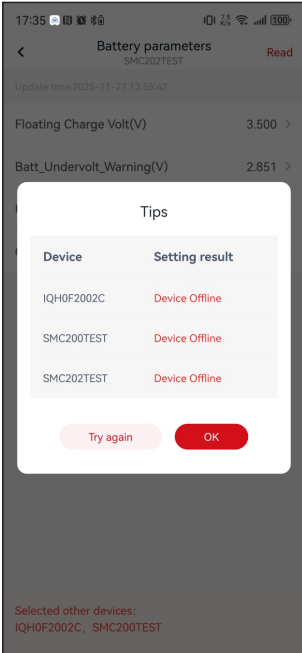 17:35
7.5 K/s
100
Battery parameters
Read
SMC202TEST
Update time:2025-11-27 13:55:42
Floating Charge Volt(V) 3.500
Batt_Undervolt_Warning(V) 2.851
Tips
Device Setting result
IQH0F2002C Device Offline
SMC200TEST Device Offline
SMC202TEST Device Offline
Try again OK
Selected other devices:
IQH0F2002C、SMC200TEST